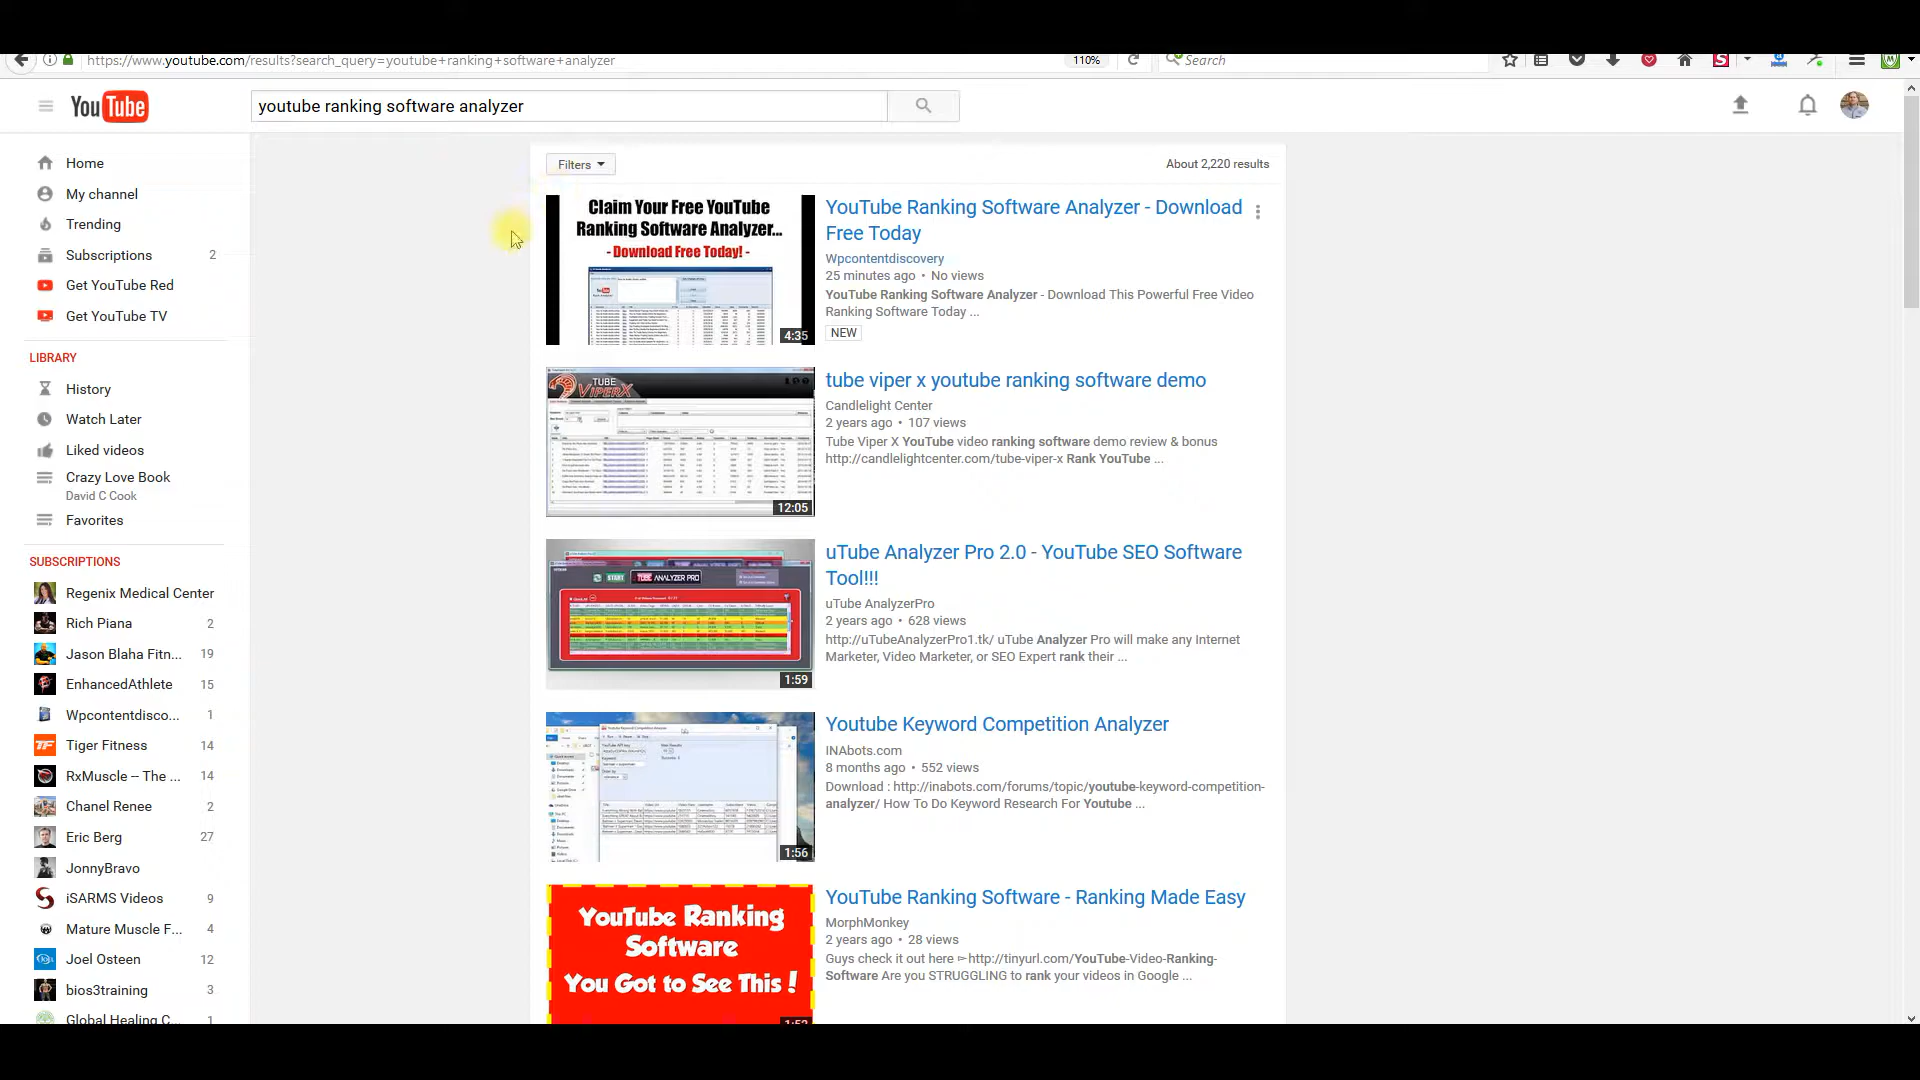 https://www.youtube.com/results?search_query=youtube+ranking+software+analyzer
110%
Search
YouTube
youtube ranking software analyzer
Home
My channel
Trending
Subscriptions 2
Get YouTube Red
Get YouTube TV
LIBRARY
History
Watch Later
Liked videos
Crazy Love Book
David C Cook
Favorites
SUBSCRIPTIONS
Regenix Medical Center
Rich Piana 2
Jason Blaha Fitn... 19
EnhancedAthlete 15
Wpcontentdisco... 1
Tiger Fitness 14
RxMuscle -- The ... 14
Chanel Renee 2
Eric Berg 27
JonnyBravo
iSARMS Videos 9
Mature Muscle F... 4
Joel Osteen 12
bios3training 3
Global Healing C... 1
Filters
About 2,220 results
Claim Your Free YouTube
Ranking Software Analyzer...
- Download Free Today! -
4:35
YouTube Ranking Software Analyzer - Download
Free Today
Wpcontentdiscovery
25 minutes ago • No views
YouTube Ranking Software Analyzer - Download This Powerful Free Video
Ranking Software Today ...
NEW
TUBE
VIPERX
12:05
tube viper x youtube ranking software demo
Candlelight Center
2 years ago • 107 views
Tube Viper X YouTube video ranking software demo review & bonus
http://candlelightcenter.com/tube-viper-x Rank YouTube ...
START
TUBE ANALYZER PRO
1:59
uTube Analyzer Pro 2.0 - YouTube SEO Software
Tool!!!
uTube AnalyzerPro
2 years ago • 628 views
http://uTubeAnalyzerPro1.tk/ uTube Analyzer Pro will make any Internet
Marketer, Video Marketer, or SEO Expert rank their ...
1:56
Youtube Keyword Competition Analyzer
INAbots.com
8 months ago • 552 views
Download : http://inabots.com/forums/topic/youtube-keyword-competition-
analyzer/ How To Do Keyword Research For Youtube ...
YouTube Ranking
Software
You Got to See This!
1:52
YouTube Ranking Software - Ranking Made Easy
MorphMonkey
2 years ago • 28 views
Guys check it out here ►http://tinyurl.com/YouTube-Video-Ranking-
Software Are you STRUGGLING to rank your videos in Google ...